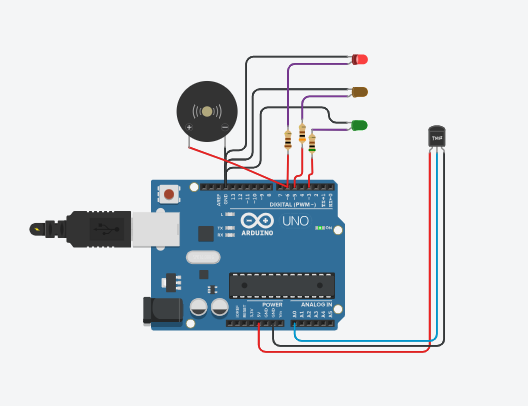 + -
TMP
AREF
GND
13
12
~11
~10
~9
8
7
~6
~5
4
~3
2
TX→1
RX←0
DIGITAL (PWM~)
L
TX
RX
UNO
ON
ARDUINO
POWER
ANALOG IN
IOREF
RESET
3.3V
5V
GND
GND
Vin
A0
A1
A2
A3
A4
A5